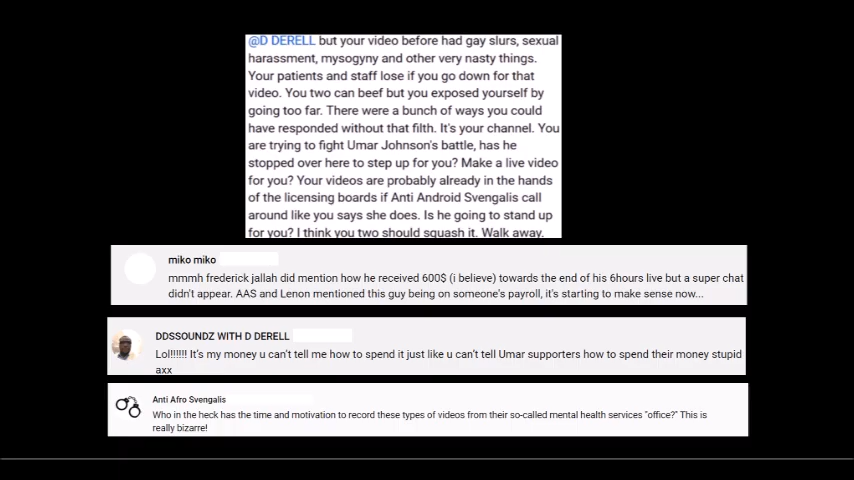 @D DERELL but your video before had gay slurs, sexual
harassment, mysogyny and other very nasty things.
Your patients and staff lose if you go down for that
video. You two can beef but you exposed yourself by
going too far. There were a bunch of ways you could
have responded without that filth. It's your channel. You
are trying to fight Umar Johnson's battle, has he
stopped over here to step up for you? Make a live video
for you? Your videos are probably already in the hands
of the licensing boards if Anti Android Svengalis call
around like you says she does. Is he going to stand up
for you? I think you two should squash it. Walk away.
miko miko
mmmh frederick jallah did mention how he received 600$ (i believe) towards the end of his 6hours live but a super chat
didn't appear. AAS and Lenon mentioned this guy being on someone's payroll, it's starting to make sense now...
DDSSOUNDZ WITH D DERELL
Lol!!!!!! It's my money u can't tell me how to spend it just like u can't tell Umar supporters how to spend their money stupid
axx
Anti Afro Svengalis
Who in the heck has the time and motivation to record these types of videos from their so-called mental health services "office?" This is
really bizarre!